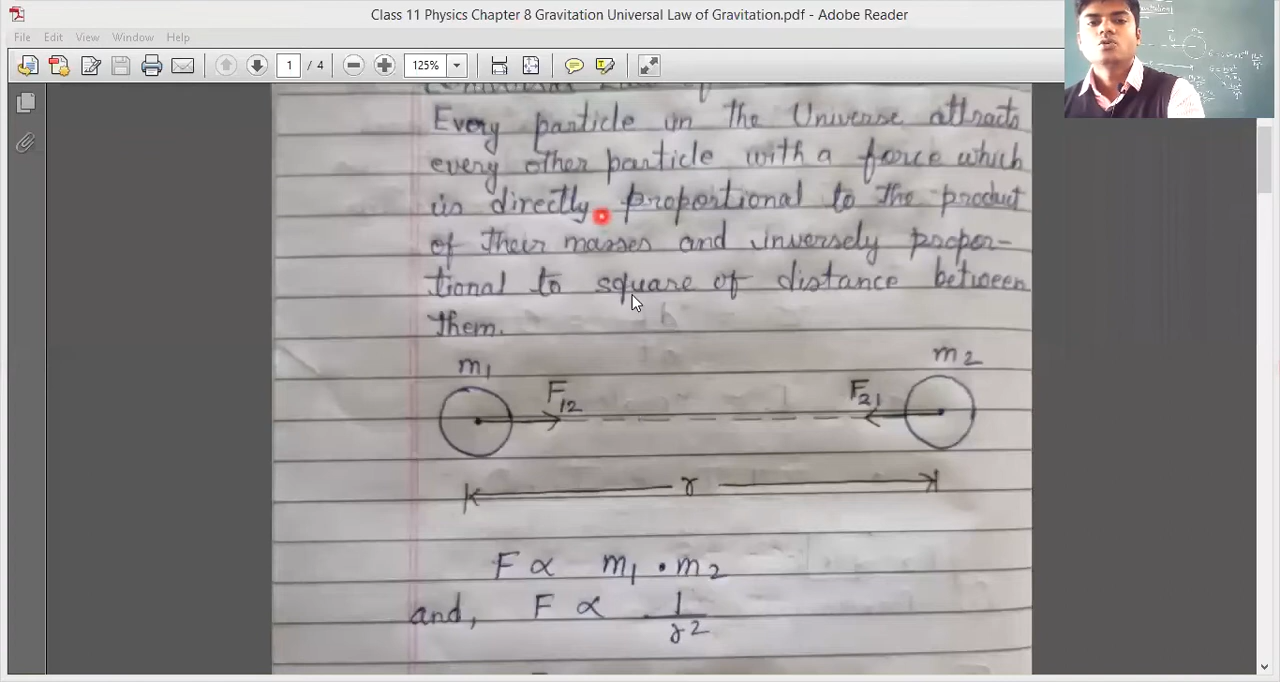 Class 11 Physics Chapter 8 Gravitation Universal Law of Gravitation.pdf - Adobe Reader
File Edit View Window Help
1 / 4 125%
Universal Law of
Every particle in the Universe attracts
every other particle with a force which
is directly proportional to the product
of their masses and inversely propor-
tional to square of distance between
them.
m1 m2
F12 F21
r
F ∝ m1 . m2
and, F ∝ 1/r2